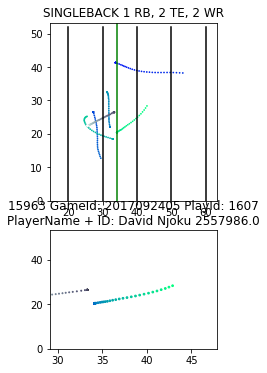 SINGLEBACK 1 RB, 2 TE, 2 WR
50
40
30
20
10
0
20 30 40 50 60
15963 GameId: 2017092405 PlayId: 1607
PlayerName + ID: David Njoku 2557986.0
40
20
0
30 35 40 45